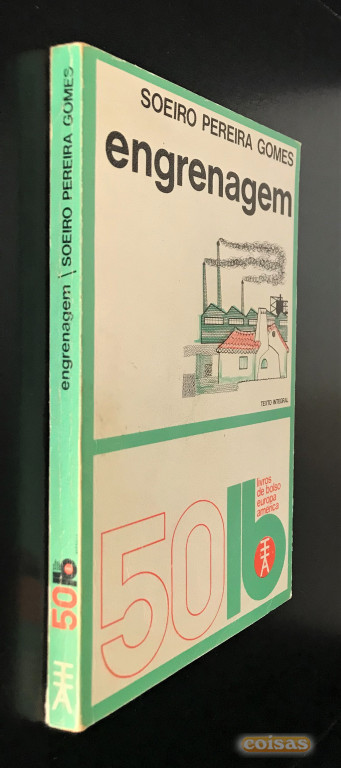 SOEIRO PEREIRA GOMES
engrenagem
TEXTO INTEGRAL
50
lb
livros
de bolso
europa
américa
engrenagem / SOEIRO PEREIRA GOMES
50
coisas